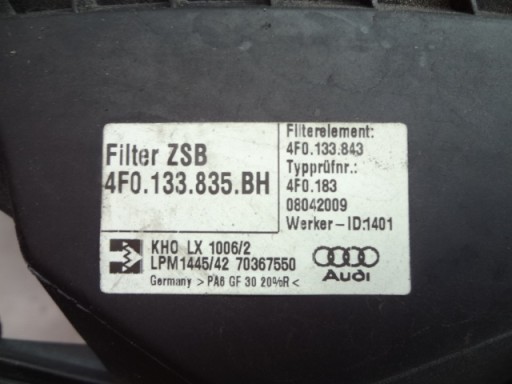 Filter ZSB
4F0.133.835.BH
Filterelement:
4F0.133.843
Typprüfnr.:
4F0.183
08042009
Werker-ID:1401
KHO LX 1006/2
LPM1445/42 70367550
Germany > PA6 GF 30 20%R <
Audi